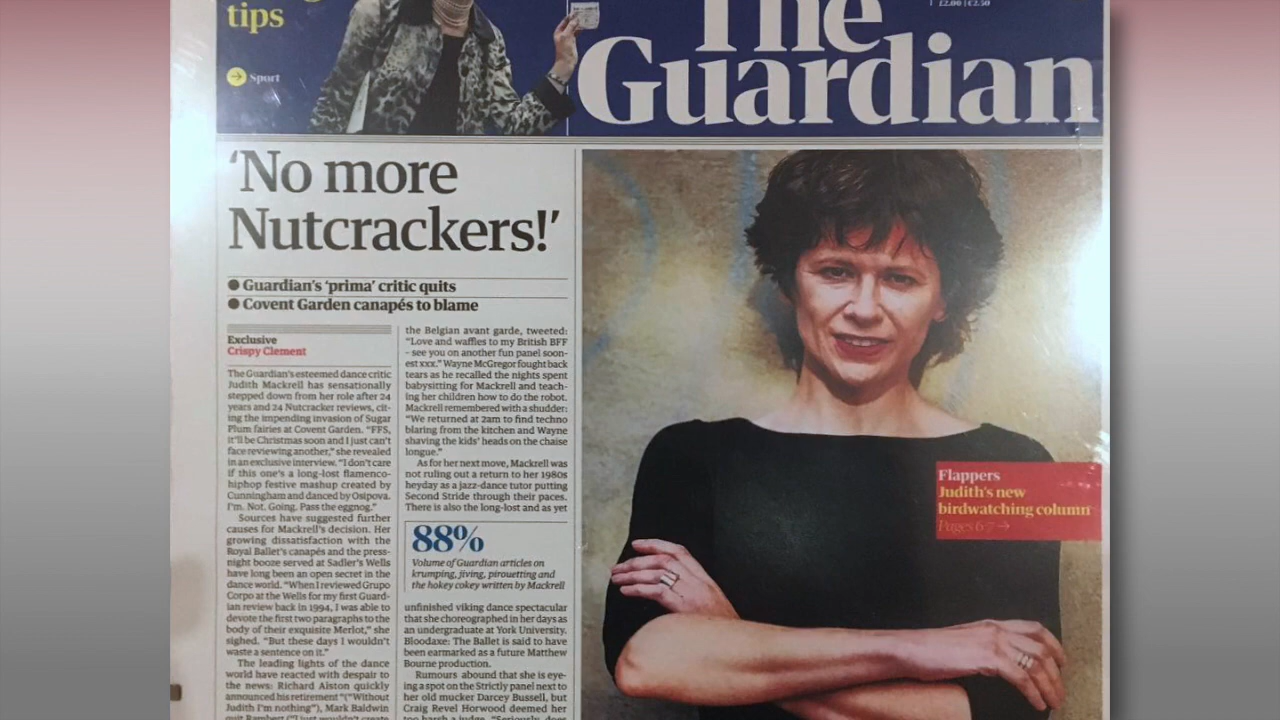 tips
Sport
£2.00 | €2.50
The
Guardian
'No more
Nutcrackers!'
● Guardian's 'prima' critic quits
● Covent Garden canapés to blame
Exclusive
Crispy Clement
The Guardian's esteemed dance critic
Judith Mackrell has sensationally
stepped down from her role after 24
years and 24 Nutcracker reviews, cit-
ing the impending invasion of Sugar
Plum fairies at Covent Garden. "FFS,
it'll be Christmas soon and I just can't
face reviewing another," she revealed
in an exclusive interview. "I don't care
if this one's a long-lost flamenco-
hiphop festive mashup created by
Cunningham and danced by Osipova.
I'm. Not. Going. Pass the eggnog."
Sources have suggested further
causes for Mackrell's decision. Her
growing dissatisfaction with the
Royal Ballet's canapés and the press-
night booze served at Sadler's Wells
have long been an open secret in the
dance world. "When I reviewed Grupo
Corpo at the Wells for my first Guard-
ian review back in 1994, I was able to
devote the first two paragraphs to the
body of their exquisite Merlot," she
sighed. "But these days I wouldn't
waste a sentence on it."
The leading lights of the dance
world have reacted with despair to
the news: Richard Alston quickly
announced his retirement "("Without
Judith I'm nothing"), Mark Baldwin
quit Rambert ("I just wouldn't create
the Belgian avant garde, tweeted:
"Love and waffles to my British BFF
- see you on another fun panel soon-
est xxx." Wayne McGregor fought back
tears as he recalled the nights spent
babysitting for Mackrell and teach-
ing her children how to do the robot.
Mackrell remembered with a shudder:
"We returned at 2am to find techno
blaring from the kitchen and Wayne
shaving the kids' heads on the chaise
longue."
As for her next move, Mackrell was
not ruling out a return to her 1980s
heyday as a jazz-dance tutor putting
Second Stride through their paces.
There is also the long-lost and as yet
88%
Volume of Guardian articles on
krumping, jiving, pirouetting and
the hokey cokey written by Mackrell
unfinished viking dance spectacular
that she choreographed in her days as
an undergraduate at York University.
Bloodaxe: The Ballet is said to have
been earmarked as a future Matthew
Bourne production.
Rumours abound that she is eye-
ing a spot on the Strictly panel next to
her old mucker Darcey Bussell, but
Craig Revel Horwood deemed her
too harsh a judge. "Seriously, does
Flappers
Judith's new
birdwatching column
Pages 6-7 →